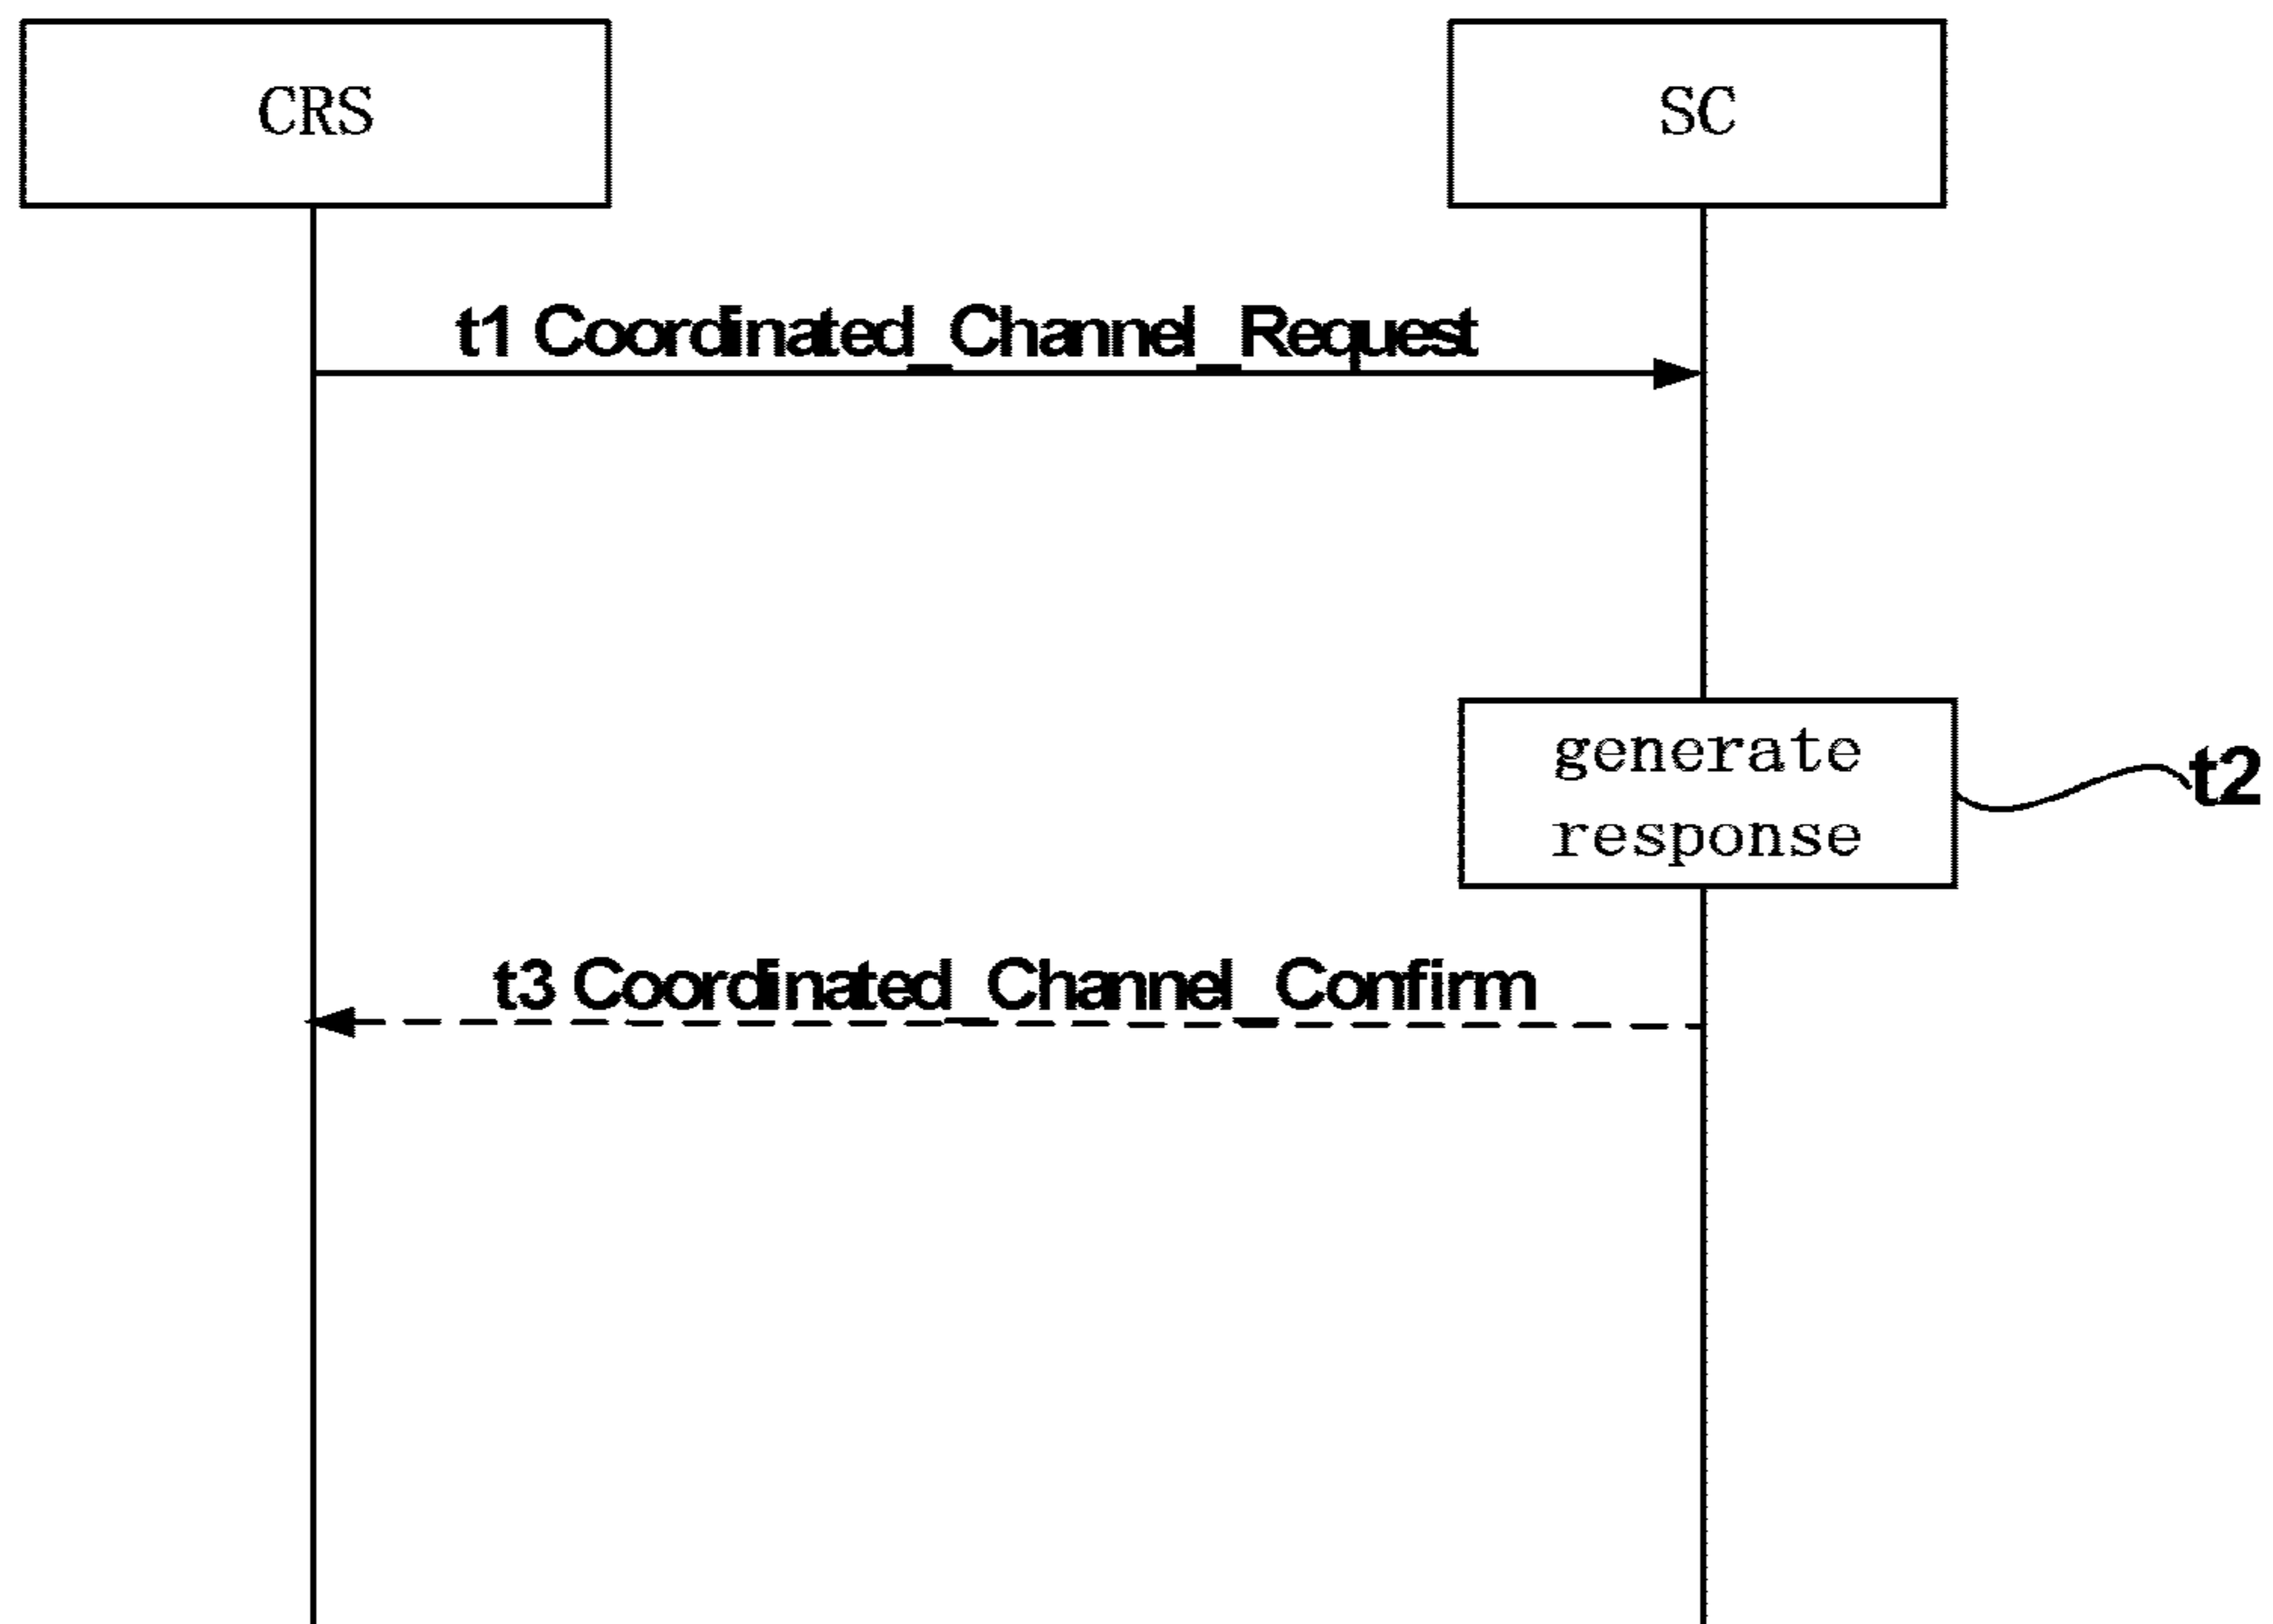 CRS
SC
t1 Coordinated_Channel_Request
generate
response
t2
t3 Coordinated_Channel_Confirm